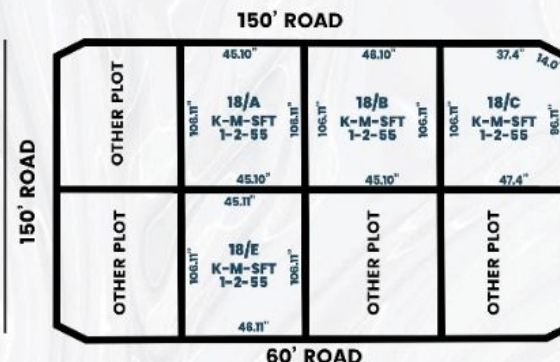 150' ROAD
45.10"
46.10"
37.4"
14.0
OTHER PLOT
106.11"
18/A
K-M-SFT
1-2-55
106.11"
106.11"
18/B
K-M-SFT
1-2-55
106.11"
106.11"
18/C
K-M-SFT
1-2-55
96.11"
45.10"
45.10"
47.4"
150' ROAD
OTHER PLOT
45.11"
106.11"
18/E
K-M-SFT
1-2-55
106.11"
46.11"
OTHER PLOT
OTHER PLOT
60' ROAD